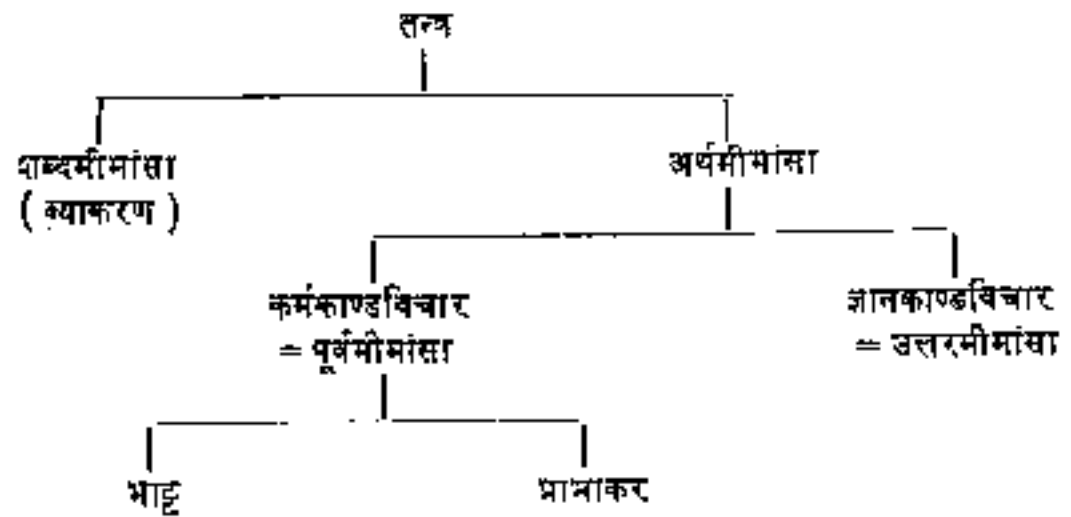 तन्त्र
शब्दमीमांसा
( व्याकरण )
अर्थमीमांसा
कर्मकाण्डविचार
= पूर्वमीमांसा
ज्ञानकाण्डविचार
= उत्तरमीमांसा
भाट्ट
प्राभाकर